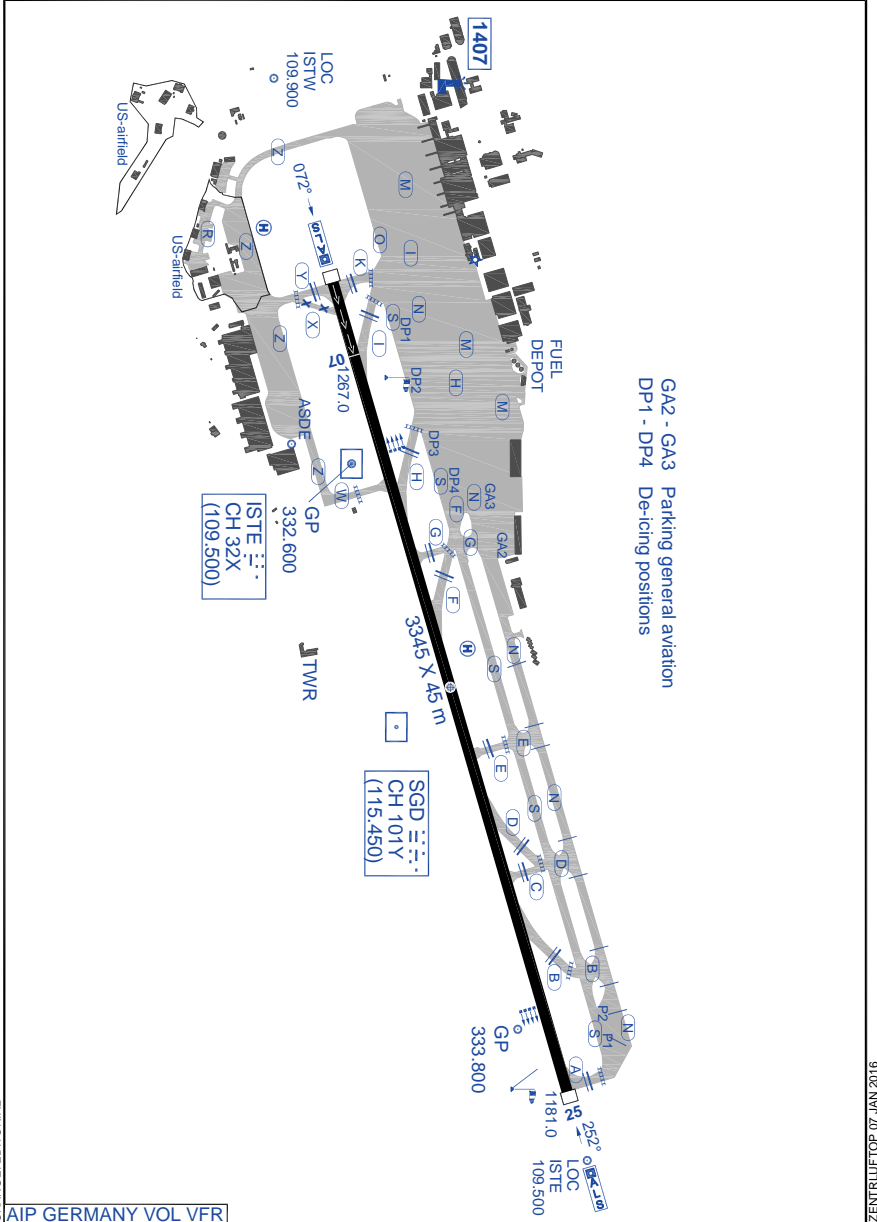 1407
LOC
ISTW
109.900
US-airfield
Z
072°
SLVO
M
O
I
K
R
Z
H
US-airfield
Y
X
Z
N
S
DP1
I
M
FUEL
DEPOT
07
1267.0
DP2
H
M
GA2 - GA3 Parking general aviation
DP1 - DP4 De-icing positions
ASDE
Z
W
DP3
H
S
DP4
F
N
GA3
G
G
GA2
GP
332.600
ISTE
CH 32X
(109.500)
F
H
S
N
3345 X 45 m
TWR
E
E
N
S
D
D
C
SGD
CH 101Y
(115.450)
B
B
N
P2
P1
S
A
GP
333.800
25
1181.0
252°
LOC
ISTE
109.500
AIP GERMANY VOL VFR
ZENTRLUFTOP 07 JAN 2016